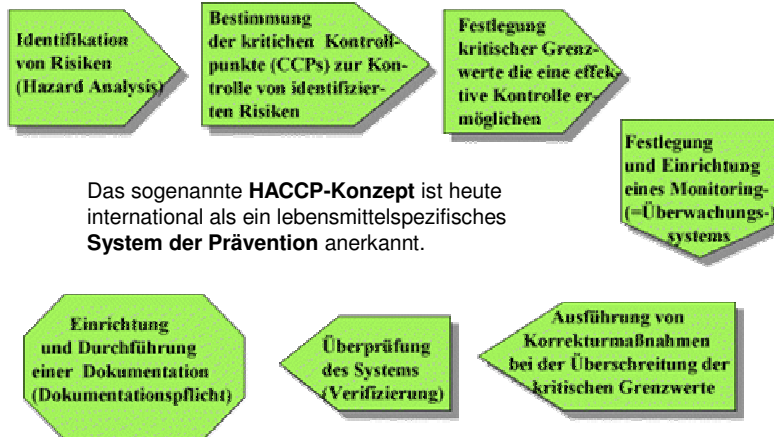 Identifikation
von Risiken
(Hazard Analysis)
Bestimmung
der kritichen Kontroll-
punkte (CCPs) zur Kon-
trolle von identifizier-
ten Risiken
Festlegung
kritischer Grenz-
werte die eine effek-
tive Kontrolle er-
möglichen
Festlegung
und Einrichtung
eines Monitoring-
(=Überwachungs-)
systems
Das sogenannte HACCP-Konzept ist heute
international als ein lebensmittelspezifisches
System der Prävention anerkannt.
Ausführung von
Korrekturmaßnahmen
bei der Überschreitung der
kritischen Grenzwerte
Überprüfung
des Systems
(Verifizierung)
Einrichtung
und Durchführung
einer Dokumentation
(Dokumentationspflicht)